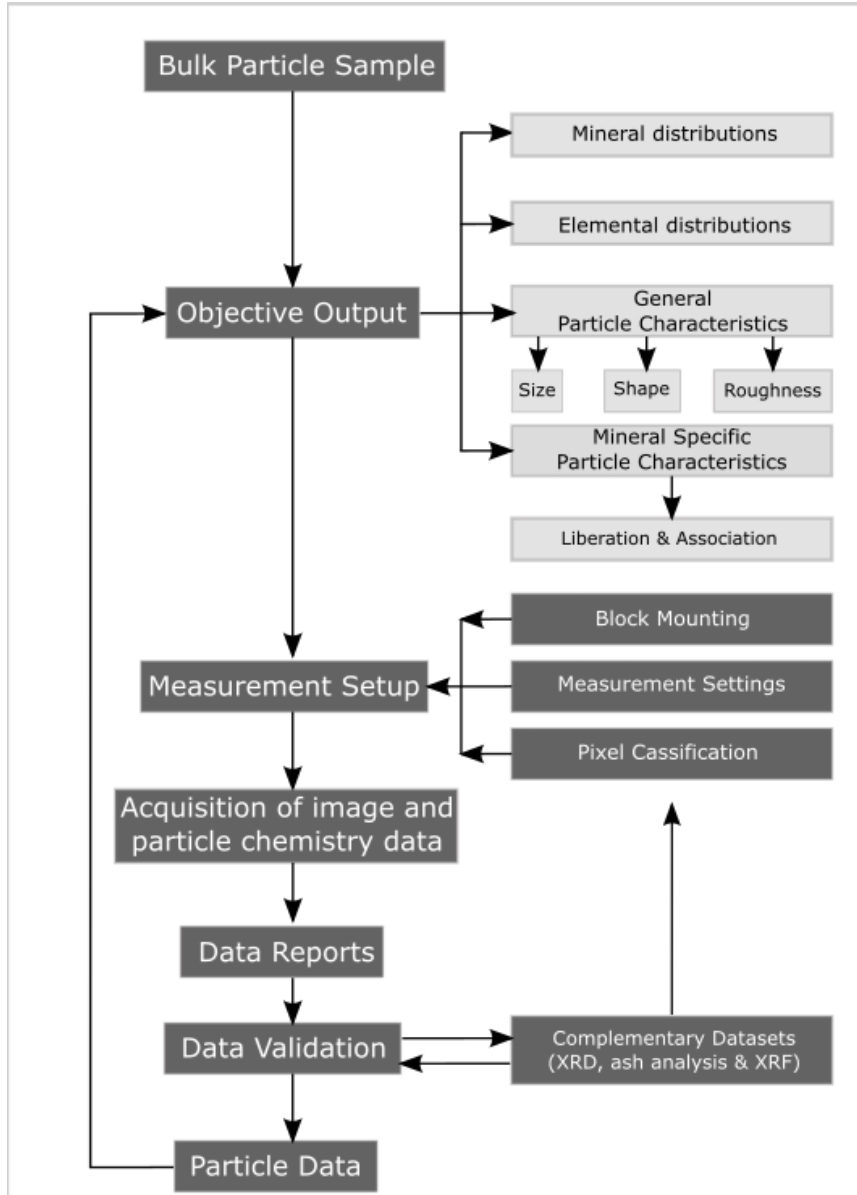 Bulk Particle Sample
Mineral distributions
Elemental distributions
Objective Output
General
Particle Characteristics
Size
Shape
Roughness
Mineral Specific
Particle Characteristics
Liberation & Association
Block Mounting
Measurement Setup
Measurement Settings
Pixel Cassification
Acquisition of image and
particle chemistry data
Data Reports
Data Validation
Complementary Datasets
(XRD, ash analysis & XRF)
Particle Data